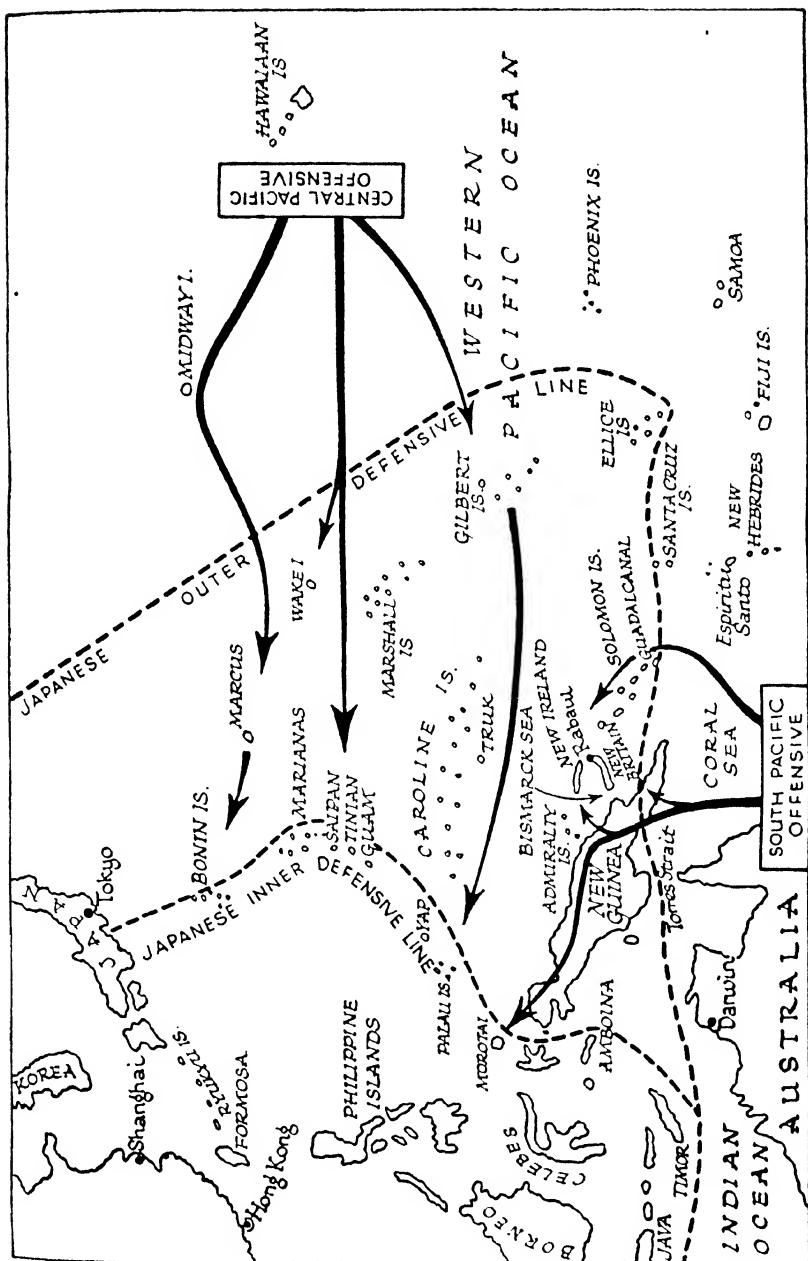 HAWAIIAN
IS
CENTRAL PACIFIC
OFFENSIVE
MIDWAY I.
WESTERN
PACIFIC OCEAN
PHOENIX IS.
SAMOA
JAPANESE OUTER DEFENSIVE LINE
ELLICE
IS
FIJI IS.
GILBERT
IS.
WAKE I
MARSHALL
IS
SANTA CRUZ
IS.
NEW
HEBRIDES
Espiritu
Santo
SOLOMON IS.
GUADALCANAL
MARCUS
CAROLINE IS.
TRUK
NEW IRELAND
Rabaul
NEW
BRITAIN
BISMARCK SEA
ADMIRALTY
IS.
CORAL
SEA
SOUTH PACIFIC
OFFENSIVE
BONIN IS.
MARIANAS
SAIPAN
TINIAN
GUAM
JAPANESE INNER DEFENSIVE LINE
YAP
PALAU IS.
NEW
GUINEA
Torres Strait
JAPAN
Tokyo
MOROTAI
AMBOINA
Darwin
AUSTRALIA
KOREA
Shanghai
RYUKYU IS.
FORMOSA
Hong Kong
PHILIPPINE
ISLANDS
CELEBES
BORNEO
TIMOR
JAVA
INDIAN
OCEAN